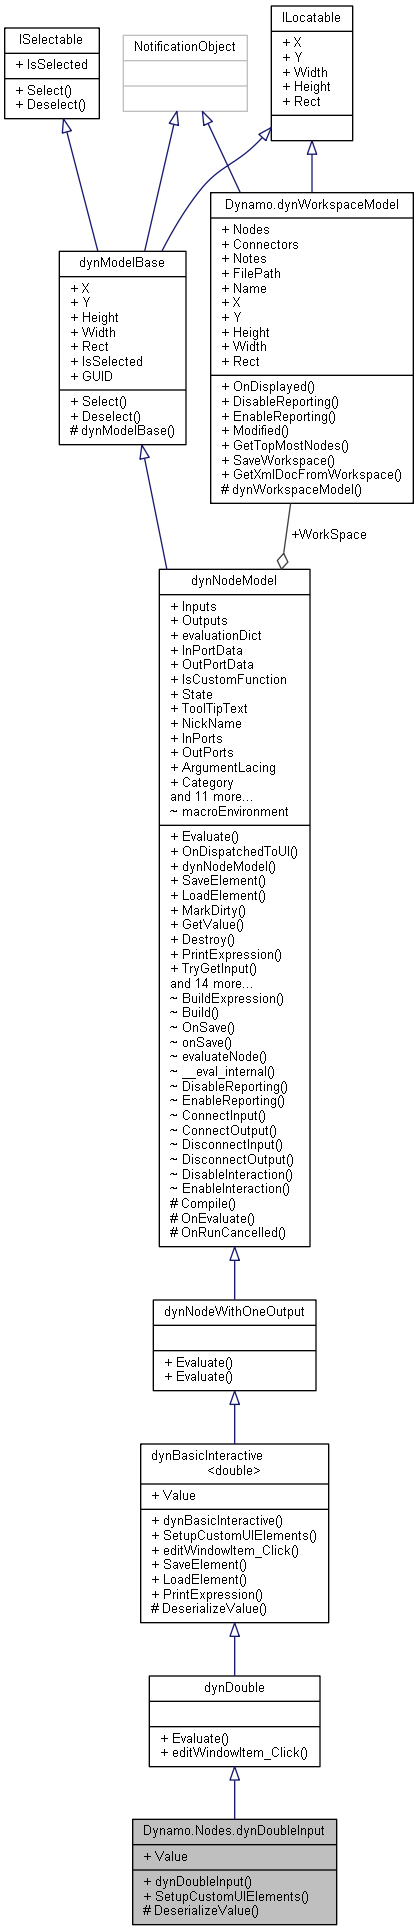 ISelectable
+ IsSelected
+ Select()
+ Deselect()
NotificationObject
ILocatable
+ X
+ Y
+ Width
+ Height
+ Rect
dynModelBase
+ X
+ Y
+ Height
+ Width
+ Rect
+ IsSelected
+ GUID
+ Select()
+ Deselect()
# dynModelBase()
Dynamo.dynWorkspaceModel
+ Nodes
+ Connectors
+ Notes
+ FilePath
+ Name
+ X
+ Y
+ Height
+ Width
+ Rect
+ OnDisplayed()
+ DisableReporting()
+ EnableReporting()
+ Modified()
+ GetTopMostNodes()
+ SaveWorkspace()
+ GetXmlDocFromWorkspace()
# dynWorkspaceModel()
+WorkSpace
dynNodeModel
+ Inputs
+ Outputs
+ evaluationDict
+ InPortData
+ OutPortData
+ IsCustomFunction
+ State
+ ToolTipText
+ NickName
+ InPorts
+ OutPorts
+ ArgumentLacing
+ Category
and 11 more...
~ macroEnvironment
+ Evaluate()
+ OnDispatchedToUI()
+ dynNodeModel()
+ SaveElement()
+ LoadElement()
+ MarkDirty()
+ GetValue()
+ Destroy()
+ PrintExpression()
+ TryGetInput()
and 14 more...
~ BuildExpression()
~ Build()
~ OnSave()
~ onSave()
~ evaluateNode()
~ __eval_internal()
~ DisableReporting()
~ EnableReporting()
~ ConnectInput()
~ ConnectOutput()
~ DisconnectInput()
~ DisconnectOutput()
~ DisableInteraction()
~ EnableInteraction()
# Compile()
# OnEvaluate()
# OnRunCancelled()
dynNodeWithOneOutput
+ Evaluate()
+ Evaluate()
dynBasicInteractive
<double>
+ Value
+ dynBasicInteractive()
+ SetupCustomUIElements()
+ editWindowItem_Click()
+ SaveElement()
+ LoadElement()
+ PrintExpression()
# DeserializeValue()
dynDouble
+ Evaluate()
+ editWindowItem_Click()
Dynamo.Nodes.dynDoubleInput
+ Value
+ dynDoubleInput()
+ SetupCustomUIElements()
# DeserializeValue()